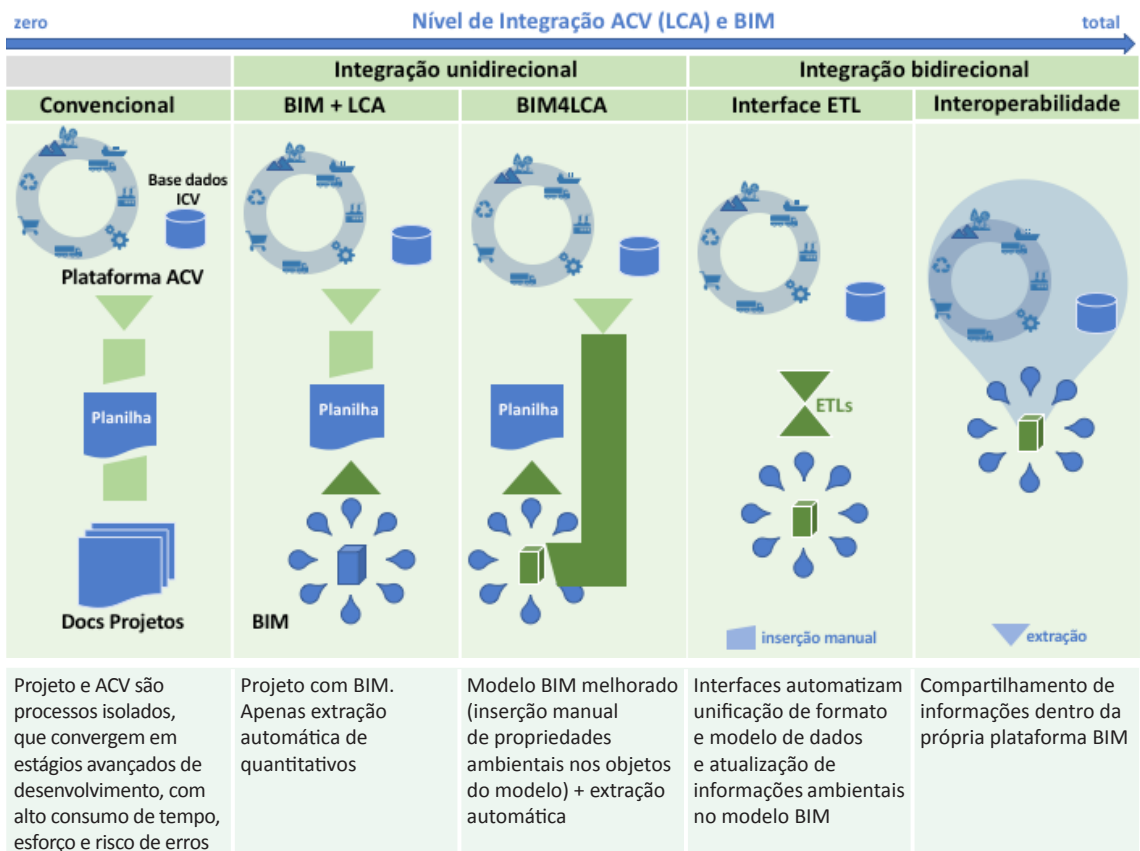 zero
Nível de Integração ACV (LCA) e BIM
total
Integração unidirecional
Integração bidirecional
Convencional
BIM + LCA
BIM4LCA
Interface ETL
Interoperabilidade
Base dados
ICV
Plataforma ACV
Planilha
Planilha
Planilha
ETLs
Docs Projetos
BIM
inserção manual
extração
Projeto e ACV são
processos isolados,
que convergem em
estágios avançados de
desenvolvimento, com
alto consumo de tempo,
esforço e risco de erros
Projeto com BIM.
Apenas extração
automática de
quantitativos
Modelo BIM melhorado
(inserção manual
de propriedades
ambientais nos objetos
do modelo) + extração
automática
Interfaces automatizam
unificação de formato
e modelo de dados
e atualização de
informações ambientais
no modelo BIM
Compartilhamento de
informações dentro da
própria plataforma BIM